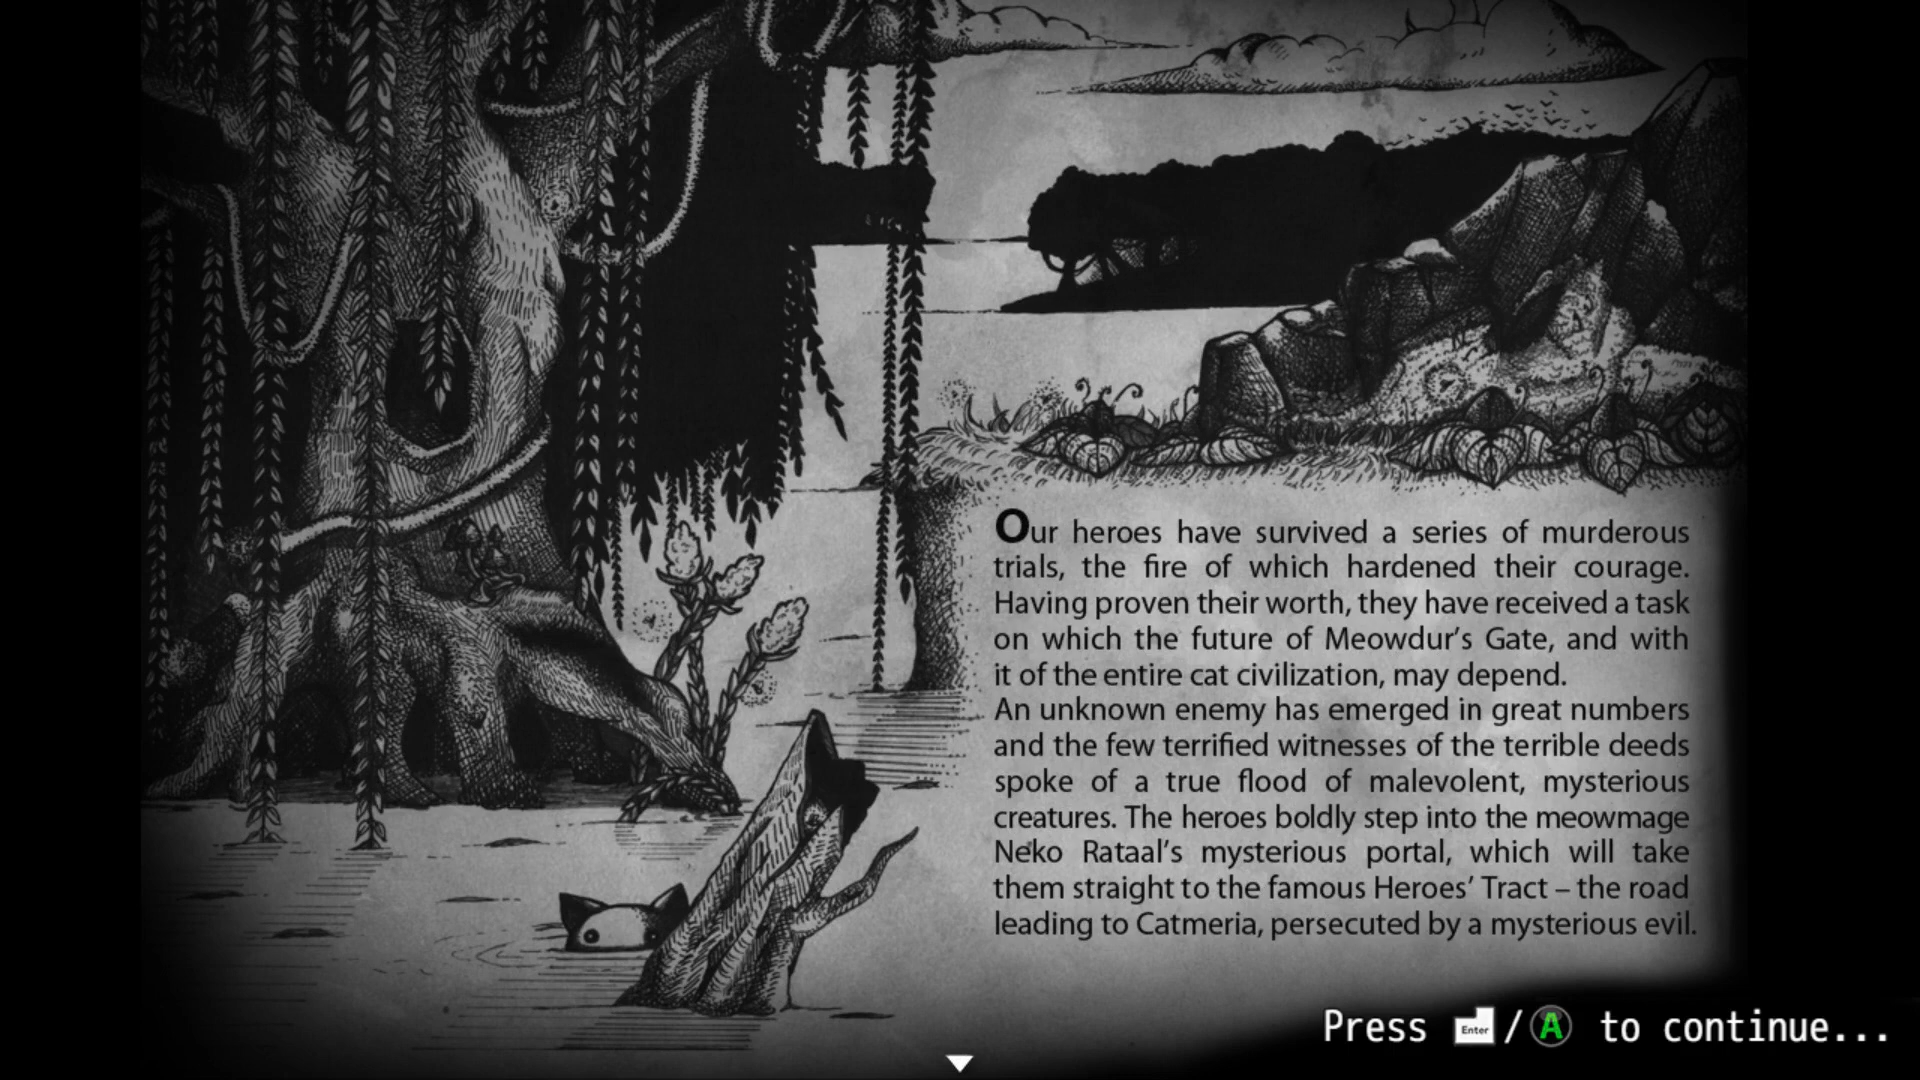 Our heroes have survived a series of murderous
trials, the fire of which hardened their courage.
Having proven their worth, they have received a task
on which the future of Meowdur's Gate, and with
it of the entire cat civilization, may depend.
An unknown enemy has emerged in great numbers
and the few terrified witnesses of the terrible deeds
spoke of a true flood of malevolent, mysterious
creatures. The heroes boldly step into the meowmage
Neko Rataal's mysterious portal, which will take
them straight to the famous Heroes' Tract – the road
leading to Catmeria, persecuted by a mysterious evil.
Press Enter/A to continue...